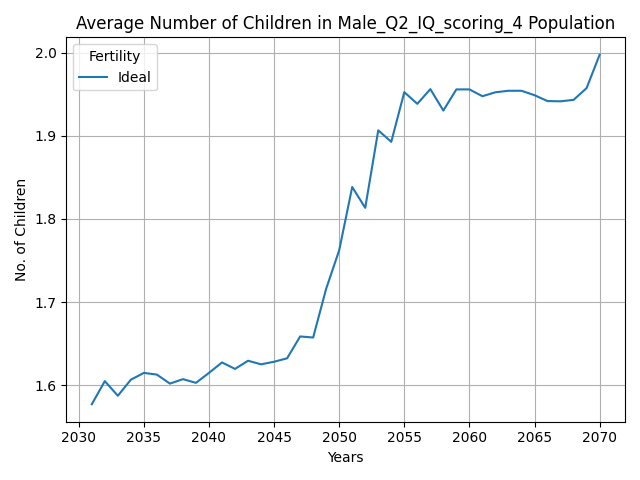 Average Number of Children in Male_Q2_IQ_scoring_4 Population
Fertility
Ideal
No. of Children
2.0
1.9
1.8
1.7
1.6
2030 2035 2040 2045 2050 2055 2060 2065 2070
Years